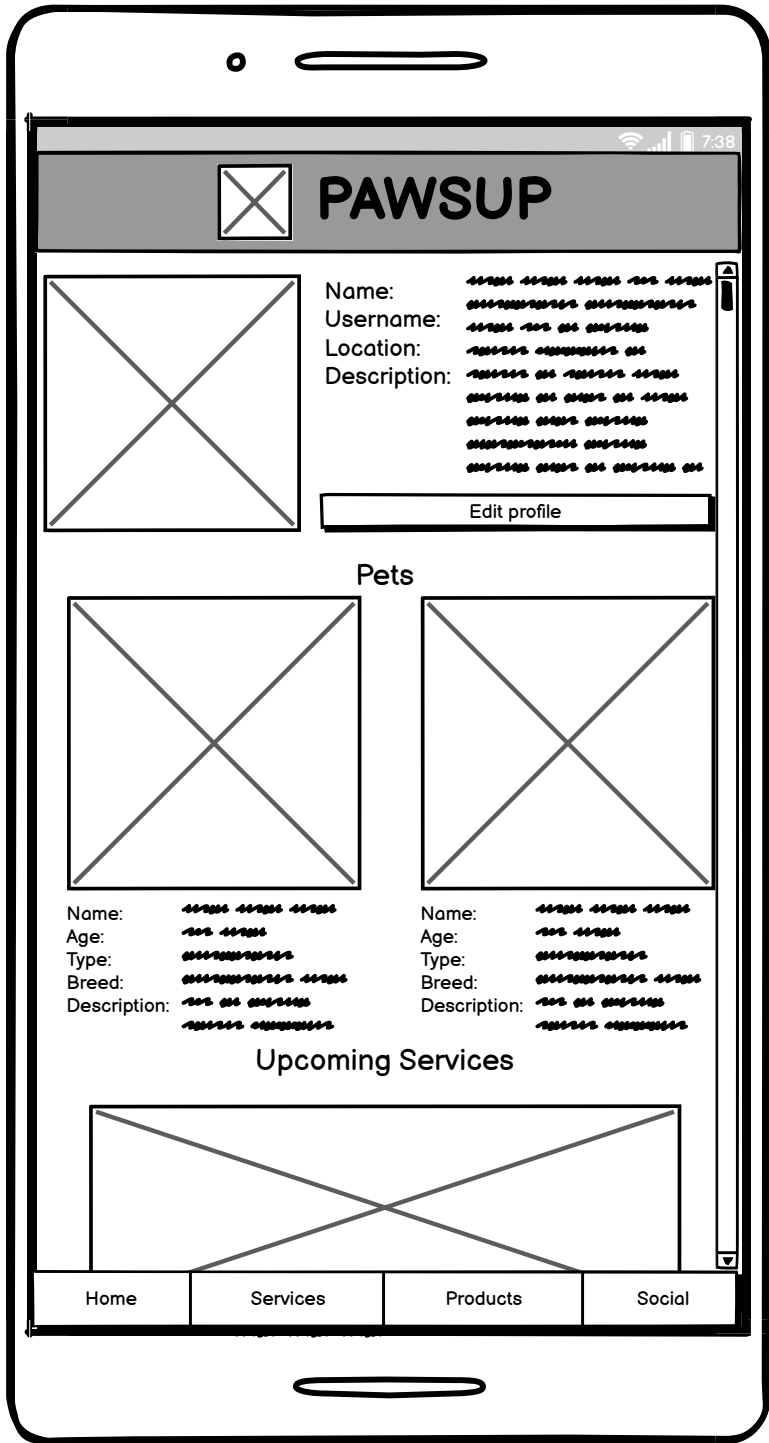 7:38
PAWSUP
Name:
Username:
Location:
Description:
Edit profile
Pets
Name:
Age:
Type:
Breed:
Description:
Name:
Age:
Type:
Breed:
Description:
Upcoming Services
Home
Services
Products
Social